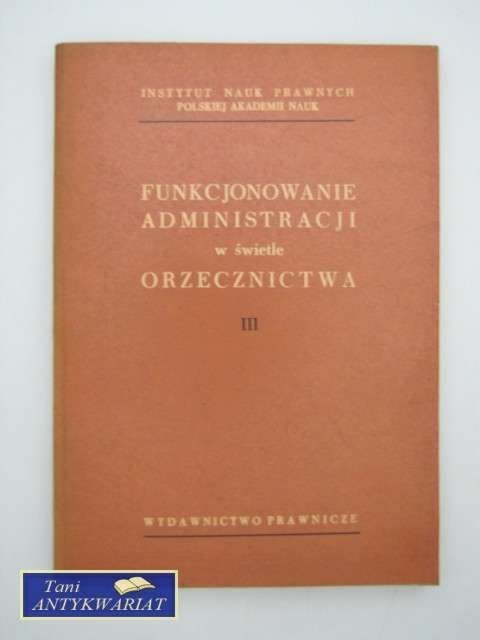 INSTYTUT NAUK PRAWNYCH
POLSKIEJ AKADEMII NAUK
FUNKCJONOWANIE
ADMINISTRACJI
w świetle
ORZECZNICTWA
III
WYDAWNICTWO PRAWNICZE
Tani
ANTYKWARIAT